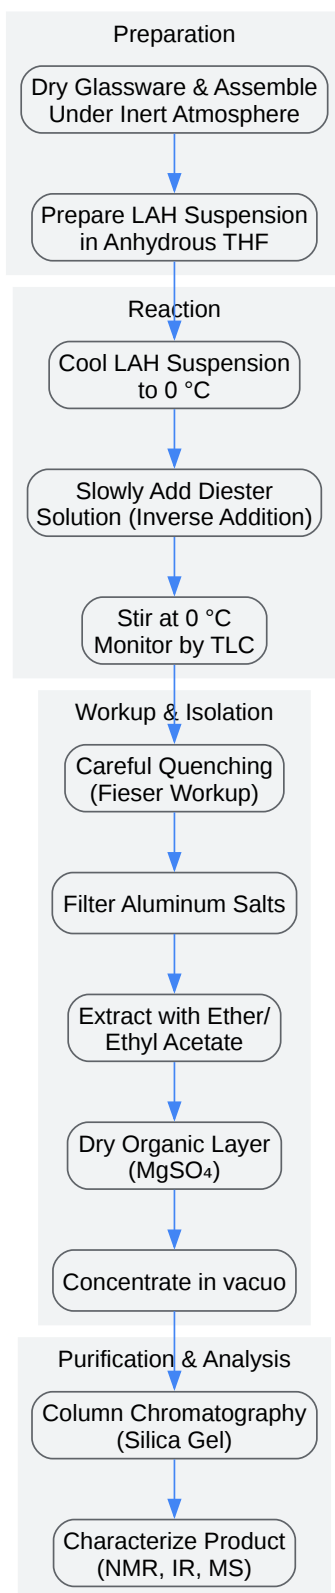 Preparation
Dry Glassware & Assemble
Under Inert Atmosphere
Prepare LAH Suspension
in Anhydrous THF
Reaction
Cool LAH Suspension
to 0 °C
Slowly Add Diester
Solution (Inverse Addition)
Stir at 0 °C
Monitor by TLC
Workup & Isolation
Careful Quenching
(Fieser Workup)
Filter Aluminum Salts
Extract with Ether/
Ethyl Acetate
Dry Organic Layer
(MgSO₄)
Concentrate in vacuo
Purification & Analysis
Column Chromatography
(Silica Gel)
Characterize Product
(NMR, IR, MS)